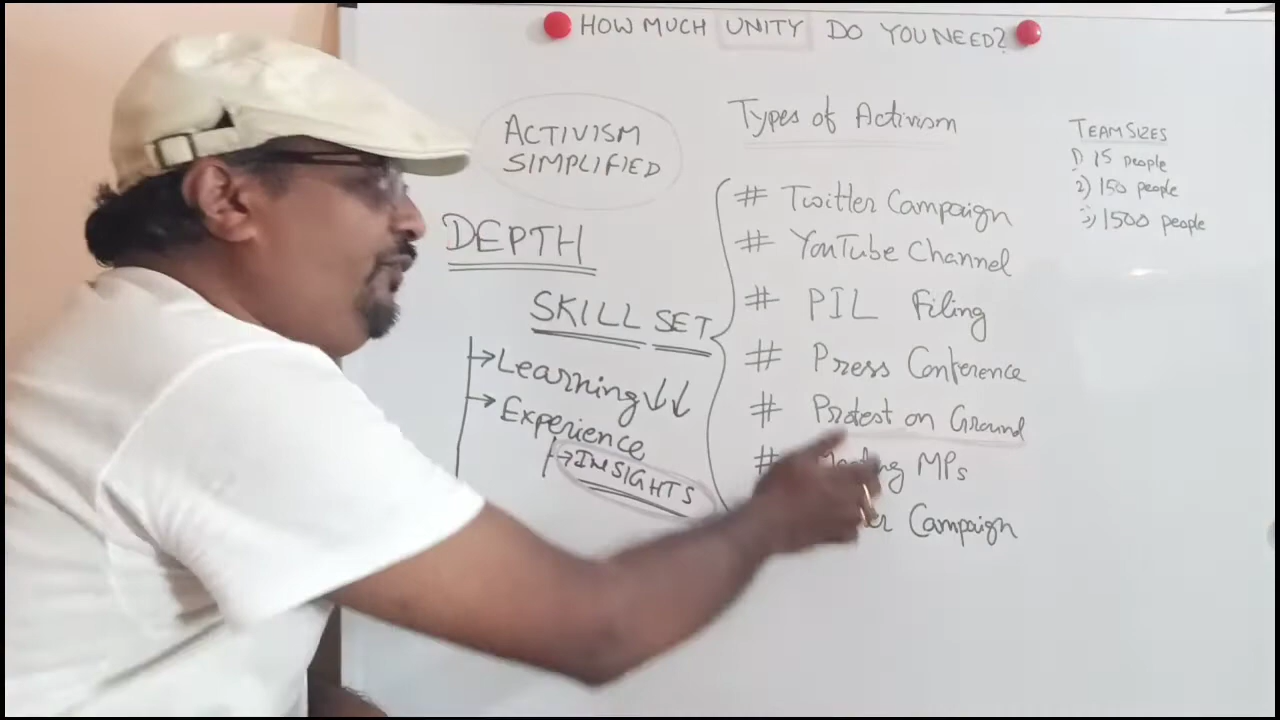 HOW MUCH UNITY DO YOU NEED?
ACTIVISM
SIMPLIFIED
DEPTH
SKILL SET
→ Learning ↓↓
→ Experience
→ INSIGHTS
Types of Activism
# Twitter Campaign
# YouTube Channel
# PIL Filing
# Press Conference
# Protest on Ground
# MPs
Campaign
TEAM SIZES
1) 15 people
2) 150 people
3) 1500 people